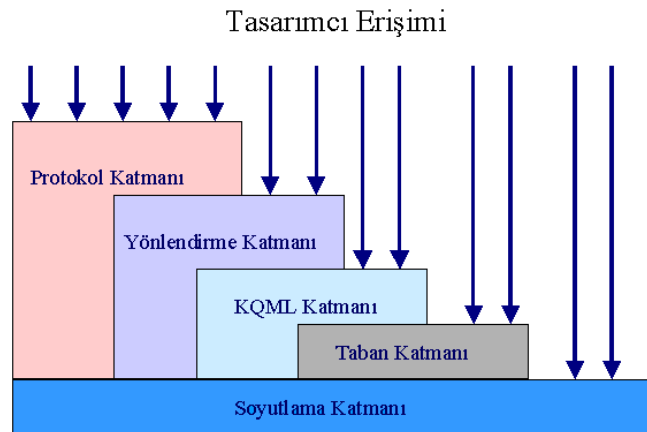 Tasarımcı Erişimi
Protokol Katmanı
Yönlendirme Katmanı
KQML Katmanı
Taban Katmanı
Soyutlama Katmanı